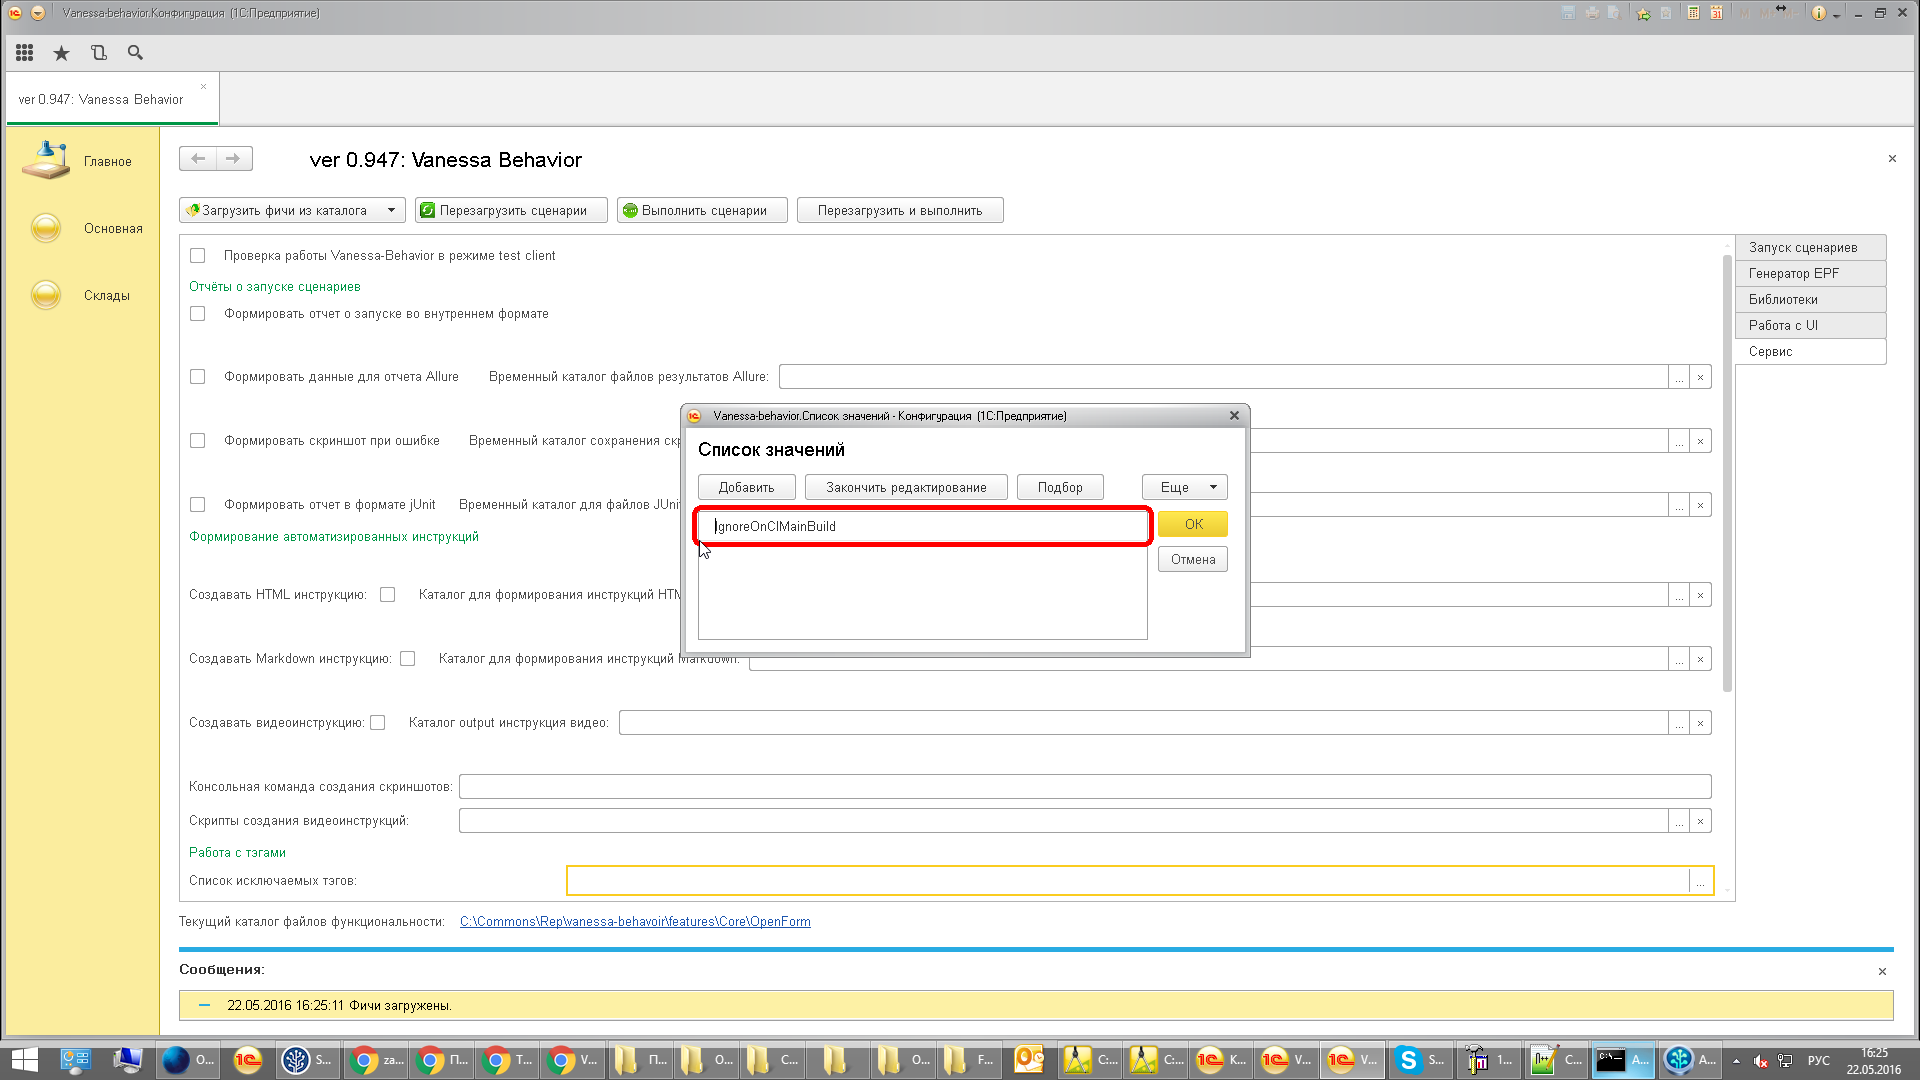 Vanessa-behavior.Конфигурация (1С:Предприятие)
ver 0.947: Vanessa Behavior
Главное
Основная
Склады
ver 0.947: Vanessa Behavior
Загрузить фичи из каталога
Перезагрузить сценарии
Выполнить сценарии
Перезагрузить и выполнить
Проверка работы Vanessa-Behavior в режиме test client
Отчёты о запуске сценариев
Формировать отчет о запуске во внутреннем формате
Формировать данные для отчета Allure Временный каталог файлов результатов Allure:
Формировать скриншот при ошибке Временный каталог сохранения скр
Формировать отчет в формате jUnit Временный каталог для файлов JUni
Формирование автоматизированных инструкций
Создавать HTML инструкцию: Каталог для формирования инструкций HTM
Создавать Markdown инструкцию: Каталог для формирования инструкций Markdown:
Создавать видеоинструкцию: Каталог output инструкция видео:
Консольная команда создания скриншотов:
Скрипты создания видеоинструкций:
Работа с тэгами
Список исключаемых тэгов:
Запуск сценариев
Генератор EPF
Библиотеки
Работа с UI
Сервис
Vanessa-behavior.Список значений - Конфигурация (1С:Предприятие)
Список значений
Добавить
Закончить редактирование
Подбор
Еще
IgnoreOnCIMainBuild
ОК
Отмена
Текущий каталог файлов функциональности: C:\Commons\Rep\vanessa-behavoir\features\Core\OpenForm
Сообщения:
22.05.2016 16:25:11 Фичи загружены.
O... S... za... П... T... V... П... O... C... O... F... C:... C:... К... V... V... S... 1... C... A... A...
РУС
16:25
22.05.2016